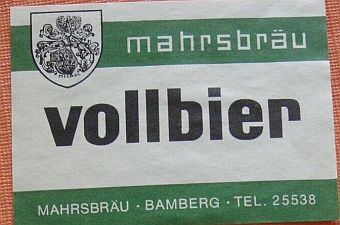 mahrsbräu
vollbier
MAHRSBRÄU · BAMBERG · TEL. 25538